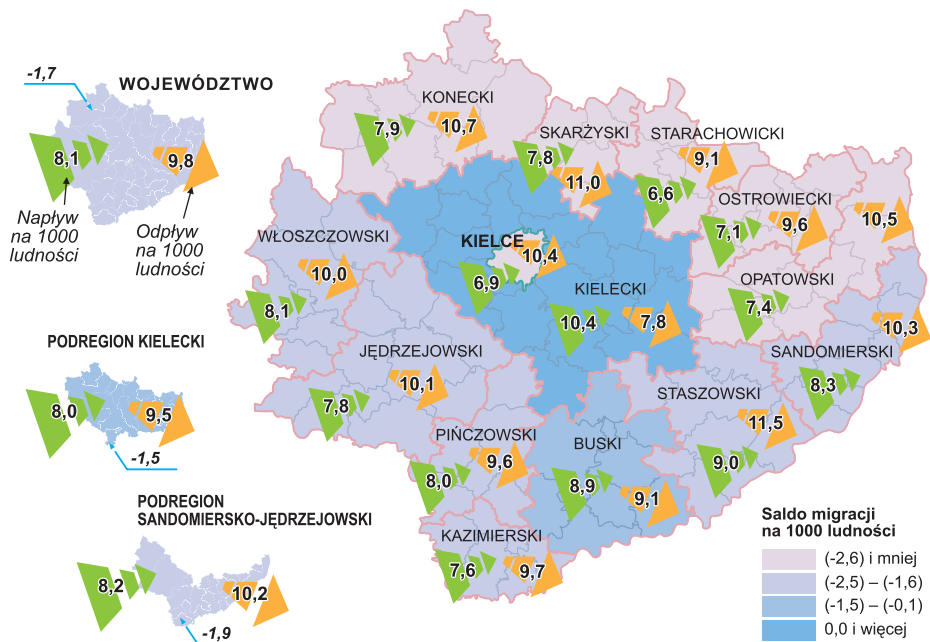 -1,7
WOJEWÓDZTWO
8,1
9,8
Napływ
na 1000
ludności
Odpływ
na 1000
ludności
PODREGION KIELECKI
8,0
9,5
-1,5
PODREGION
SANDOMIERSKO-JĘDRZEJOWSKI
8,2
10,2
-1,9
KONECKI
7,9
10,7
SKARŻYSKI
7,8
11,0
STARACHOWICKI
9,1
6,6
OSTROWIECKI
7,1
9,6
10,5
OPATOWSKI
7,4
WŁOSZCZOWSKI
10,0
8,1
KIELCE
10,4
6,9
KIELECKI
10,4
7,8
10,3
SANDOMIERSKI
8,3
JĘDRZEJOWSKI
10,1
7,8
STASZOWSKI
11,5
9,0
PIŃCZOWSKI
9,6
8,0
BUSKI
8,9
9,1
KAZIMIERSKI
7,6
9,7
Saldo migracji
na 1000 ludności
(-2,6) i mniej
(-2,5) – (-1,6)
(-1,5) – (-0,1)
0,0 i więcej